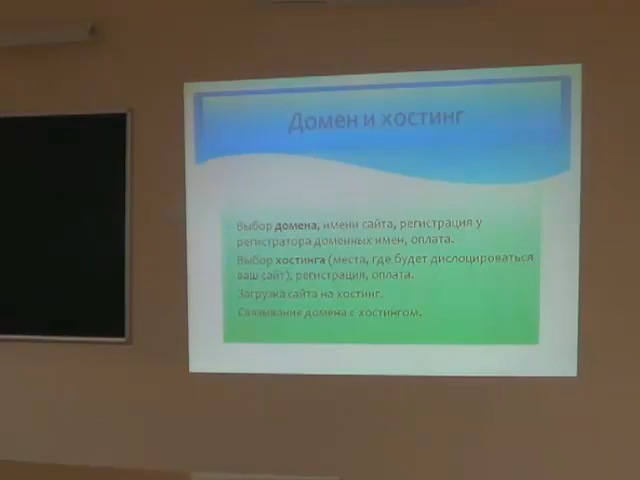 Домен и хостинг
Выбор домена, имени сайта, регистрация у
регистратора доменных имен, оплата.
Выбор хостинга (места, где будет дислоцироваться
ваш сайт), регистрация, оплата.
Загрузка сайта на хостинг.
Связывание домена с хостингом.